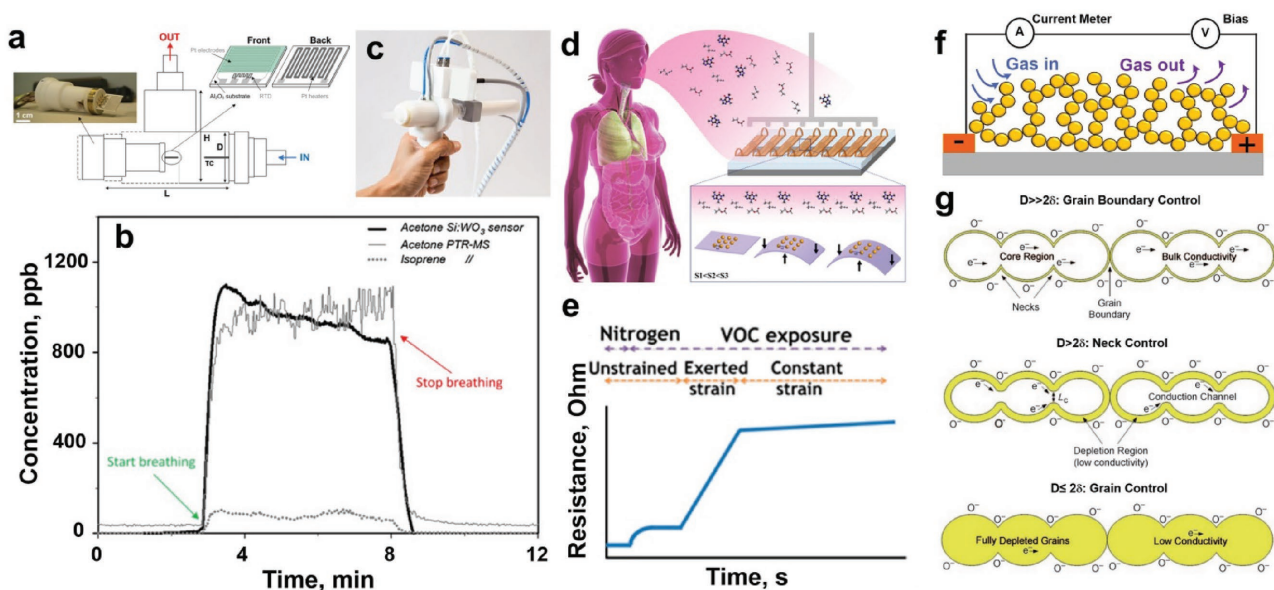 a
OUT
Front
Back
Pt electrodes
RTD
Al₂O₃ substrate
Pt heaters
1 cm
H
D
TC
L
IN
b
Acetone Si:WO₃ sensor
Acetone PTR-MS
Isoprene //
Concentration, ppb
1200
800
400
0
Start breathing
Stop breathing
0
4
8
12
Time, min
c
d
S1<S2<S3
e
Nitrogen
VOC exposure
Unstrained
Exerted
strain
Constant
strain
Resistance, Ohm
Time, s
f
Current Meter
Bias
A
V
Gas in
Gas out
-
+
g
D>>2δ: Grain Boundary Control
O⁻ O⁻ O⁻ O⁻ O⁻
e⁻ e⁻ e⁻
Core Region
Bulk Conductivity
e⁻ e⁻
O⁻ O⁻ O⁻ O⁻ O⁻
Necks
Grain
Boundary
D>2δ: Neck Control
O⁻ O⁻ O⁻ O⁻ O⁻
e⁻ e⁻ e⁻
L_C
Conduction Channel
e⁻ e⁻
O⁻ O⁻ O⁻ O⁻ O⁻
Depletion Region
(low conductivity)
D≤ 2δ: Grain Control
O⁻ O⁻ O⁻ O⁻
e⁻
Fully Depleted Grains
Low Conductivity
e⁻
O⁻ O⁻ O⁻ O⁻ O⁻